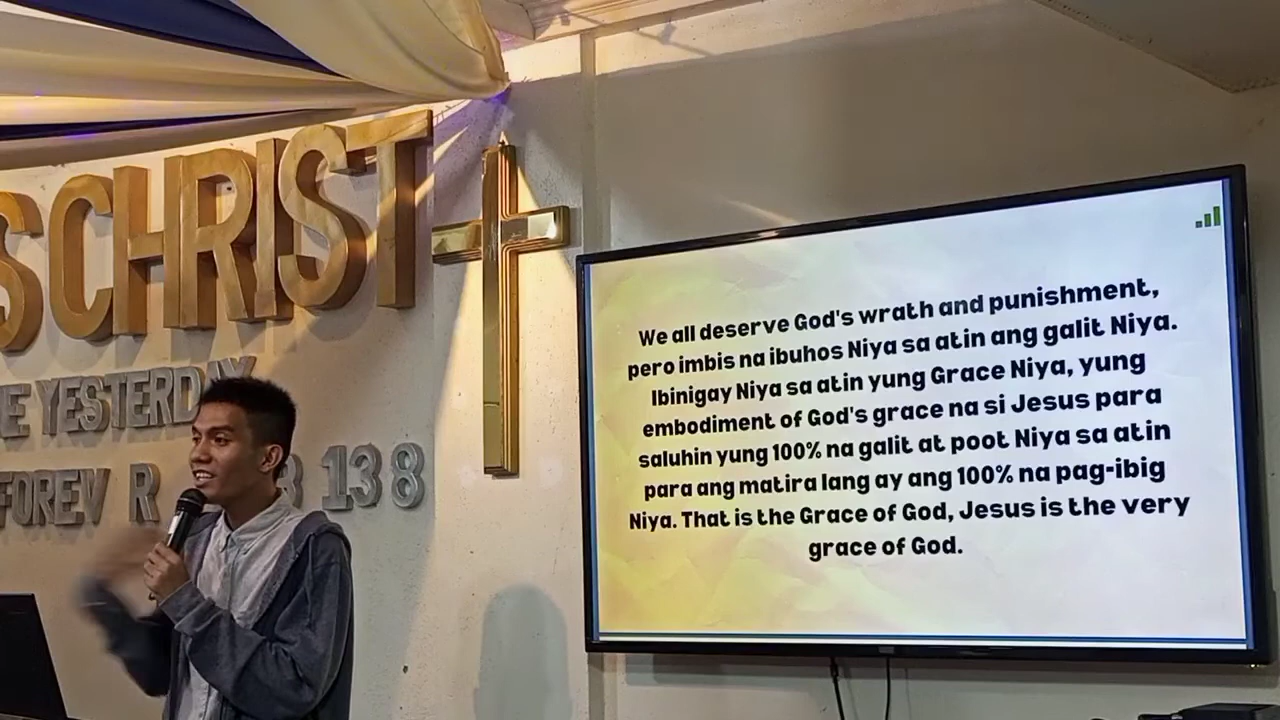 SCHRIST
E YESTERDAY
FOREV R
138
We all deserve God's wrath and punishment,
pero imbis na ibuhos Niya sa atin ang galit Niya.
Ibinigay Niya sa atin yung Grace Niya, yung
embodiment of God's grace na si Jesus para
saluhin yung 100% na galit at poot Niya sa atin
para ang matira lang ay ang 100% na pag-ibig
Niya. That is the Grace of God, Jesus is the very
grace of God.